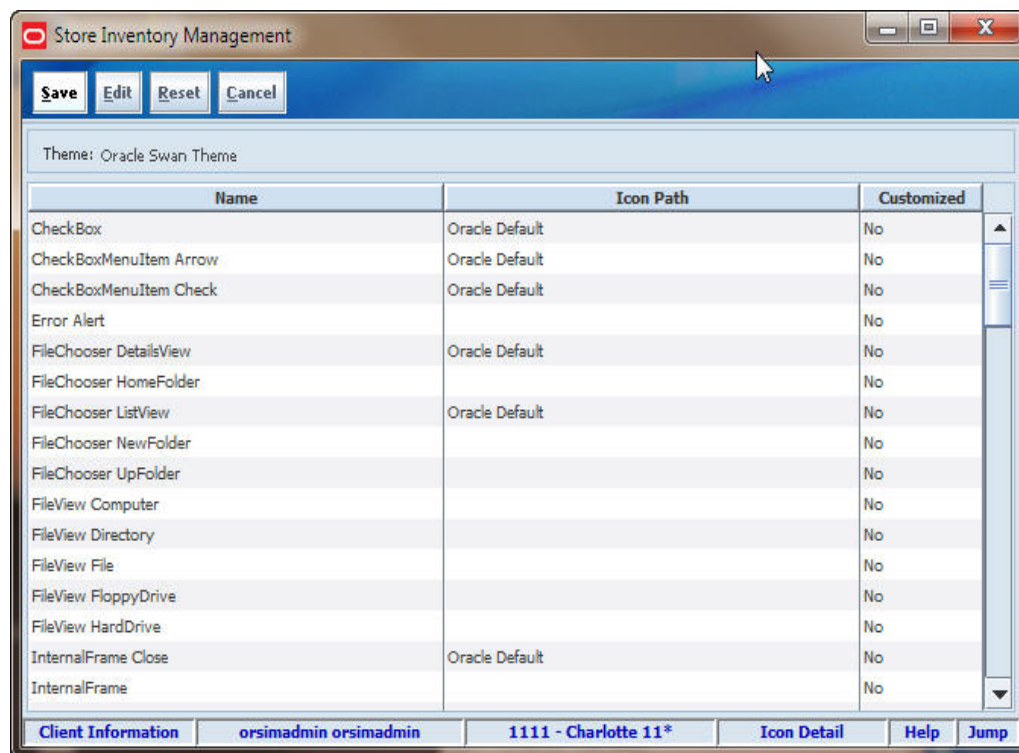 Store Inventory Management
Save Edit Reset Cancel
Theme: Oracle Swan Theme
Name Icon Path Customized
CheckBox Oracle Default No
CheckBoxMenuItem Arrow Oracle Default No
CheckBoxMenuItem Check Oracle Default No
Error Alert No
FileChooser DetailsView Oracle Default No
FileChooser HomeFolder No
FileChooser ListView Oracle Default No
FileChooser NewFolder No
FileChooser UpFolder No
FileView Computer No
FileView Directory No
FileView File No
FileView FloppyDrive No
FileView HardDrive No
InternalFrame Close Oracle Default No
InternalFrame No
Client Information orsimadmin orsimadmin 1111 - Charlotte 11* Icon Detail Help Jump